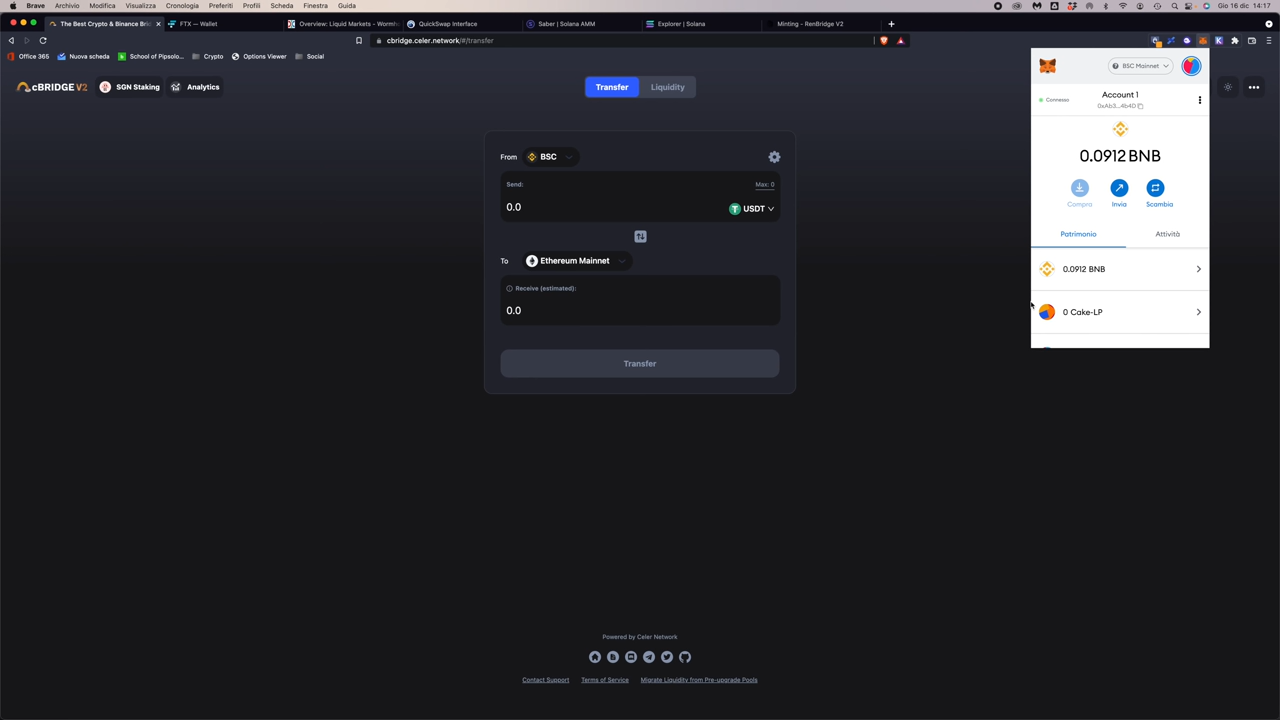 Brave Archivio Modifica Visualizza Cronologia Preferiti Profili Scheda Finestra Guida Gio 16 dic 14:17
The Best Crypto & Binance Bri FTX — Wallet Overview: Liquid Markets - Wormh QuickSwap Interface Saber | Solana AMM Explorer | Solana Minting - RenBridge V2
cbridge.celer.network/#/transfer
Office 365 Nuova scheda School of Pipsolo... Crypto Options Viewer Social
cBRIDGE V2 SGN Staking Analytics Transfer Liquidity
From BSC
Send: Max: 0
0.0 USDT
To Ethereum Mainnet
Receive (estimated):
0.0
Transfer
Powered by Celer Network
Contact Support Terms of Service Migrate Liquidity from Pre-upgrade Pools
BSC Mainnet
Connesso Account 1
0xAb3...4b4D
0.0912 BNB
Compra Invia Scambia
Patrimonio Attività
0.0912 BNB
0 Cake-LP